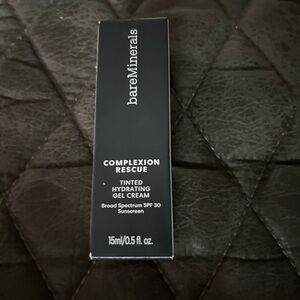 bareMinerals
COMPLEXION
RESCUE
TINTED
HYDRATING
GEL CREAM
Broad Spectrum SPF 30
Sunscreen
15ml/0.5 fl. oz.